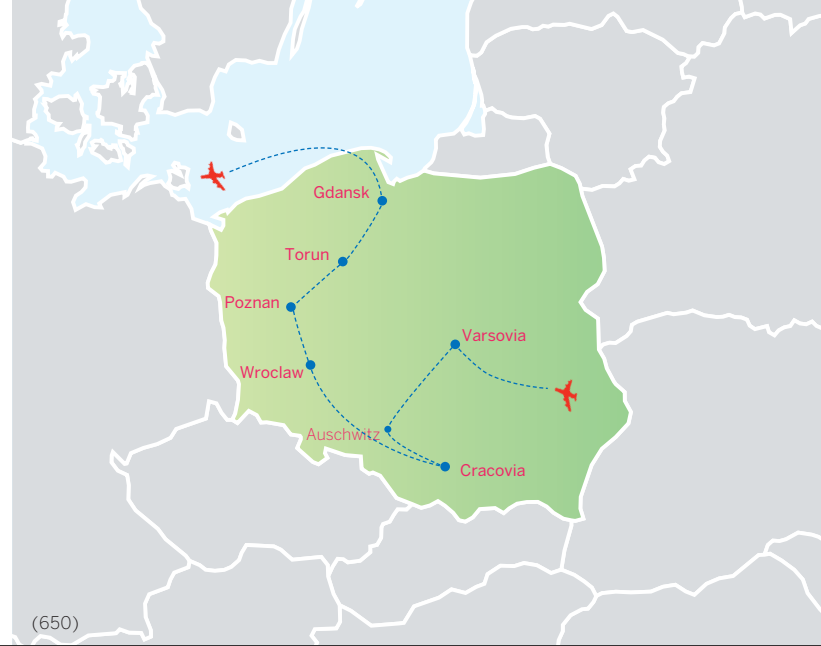 Gdansk
Torun
Poznan
Varsovia
Wroclaw
Auschwitz
Cracovia
(650)